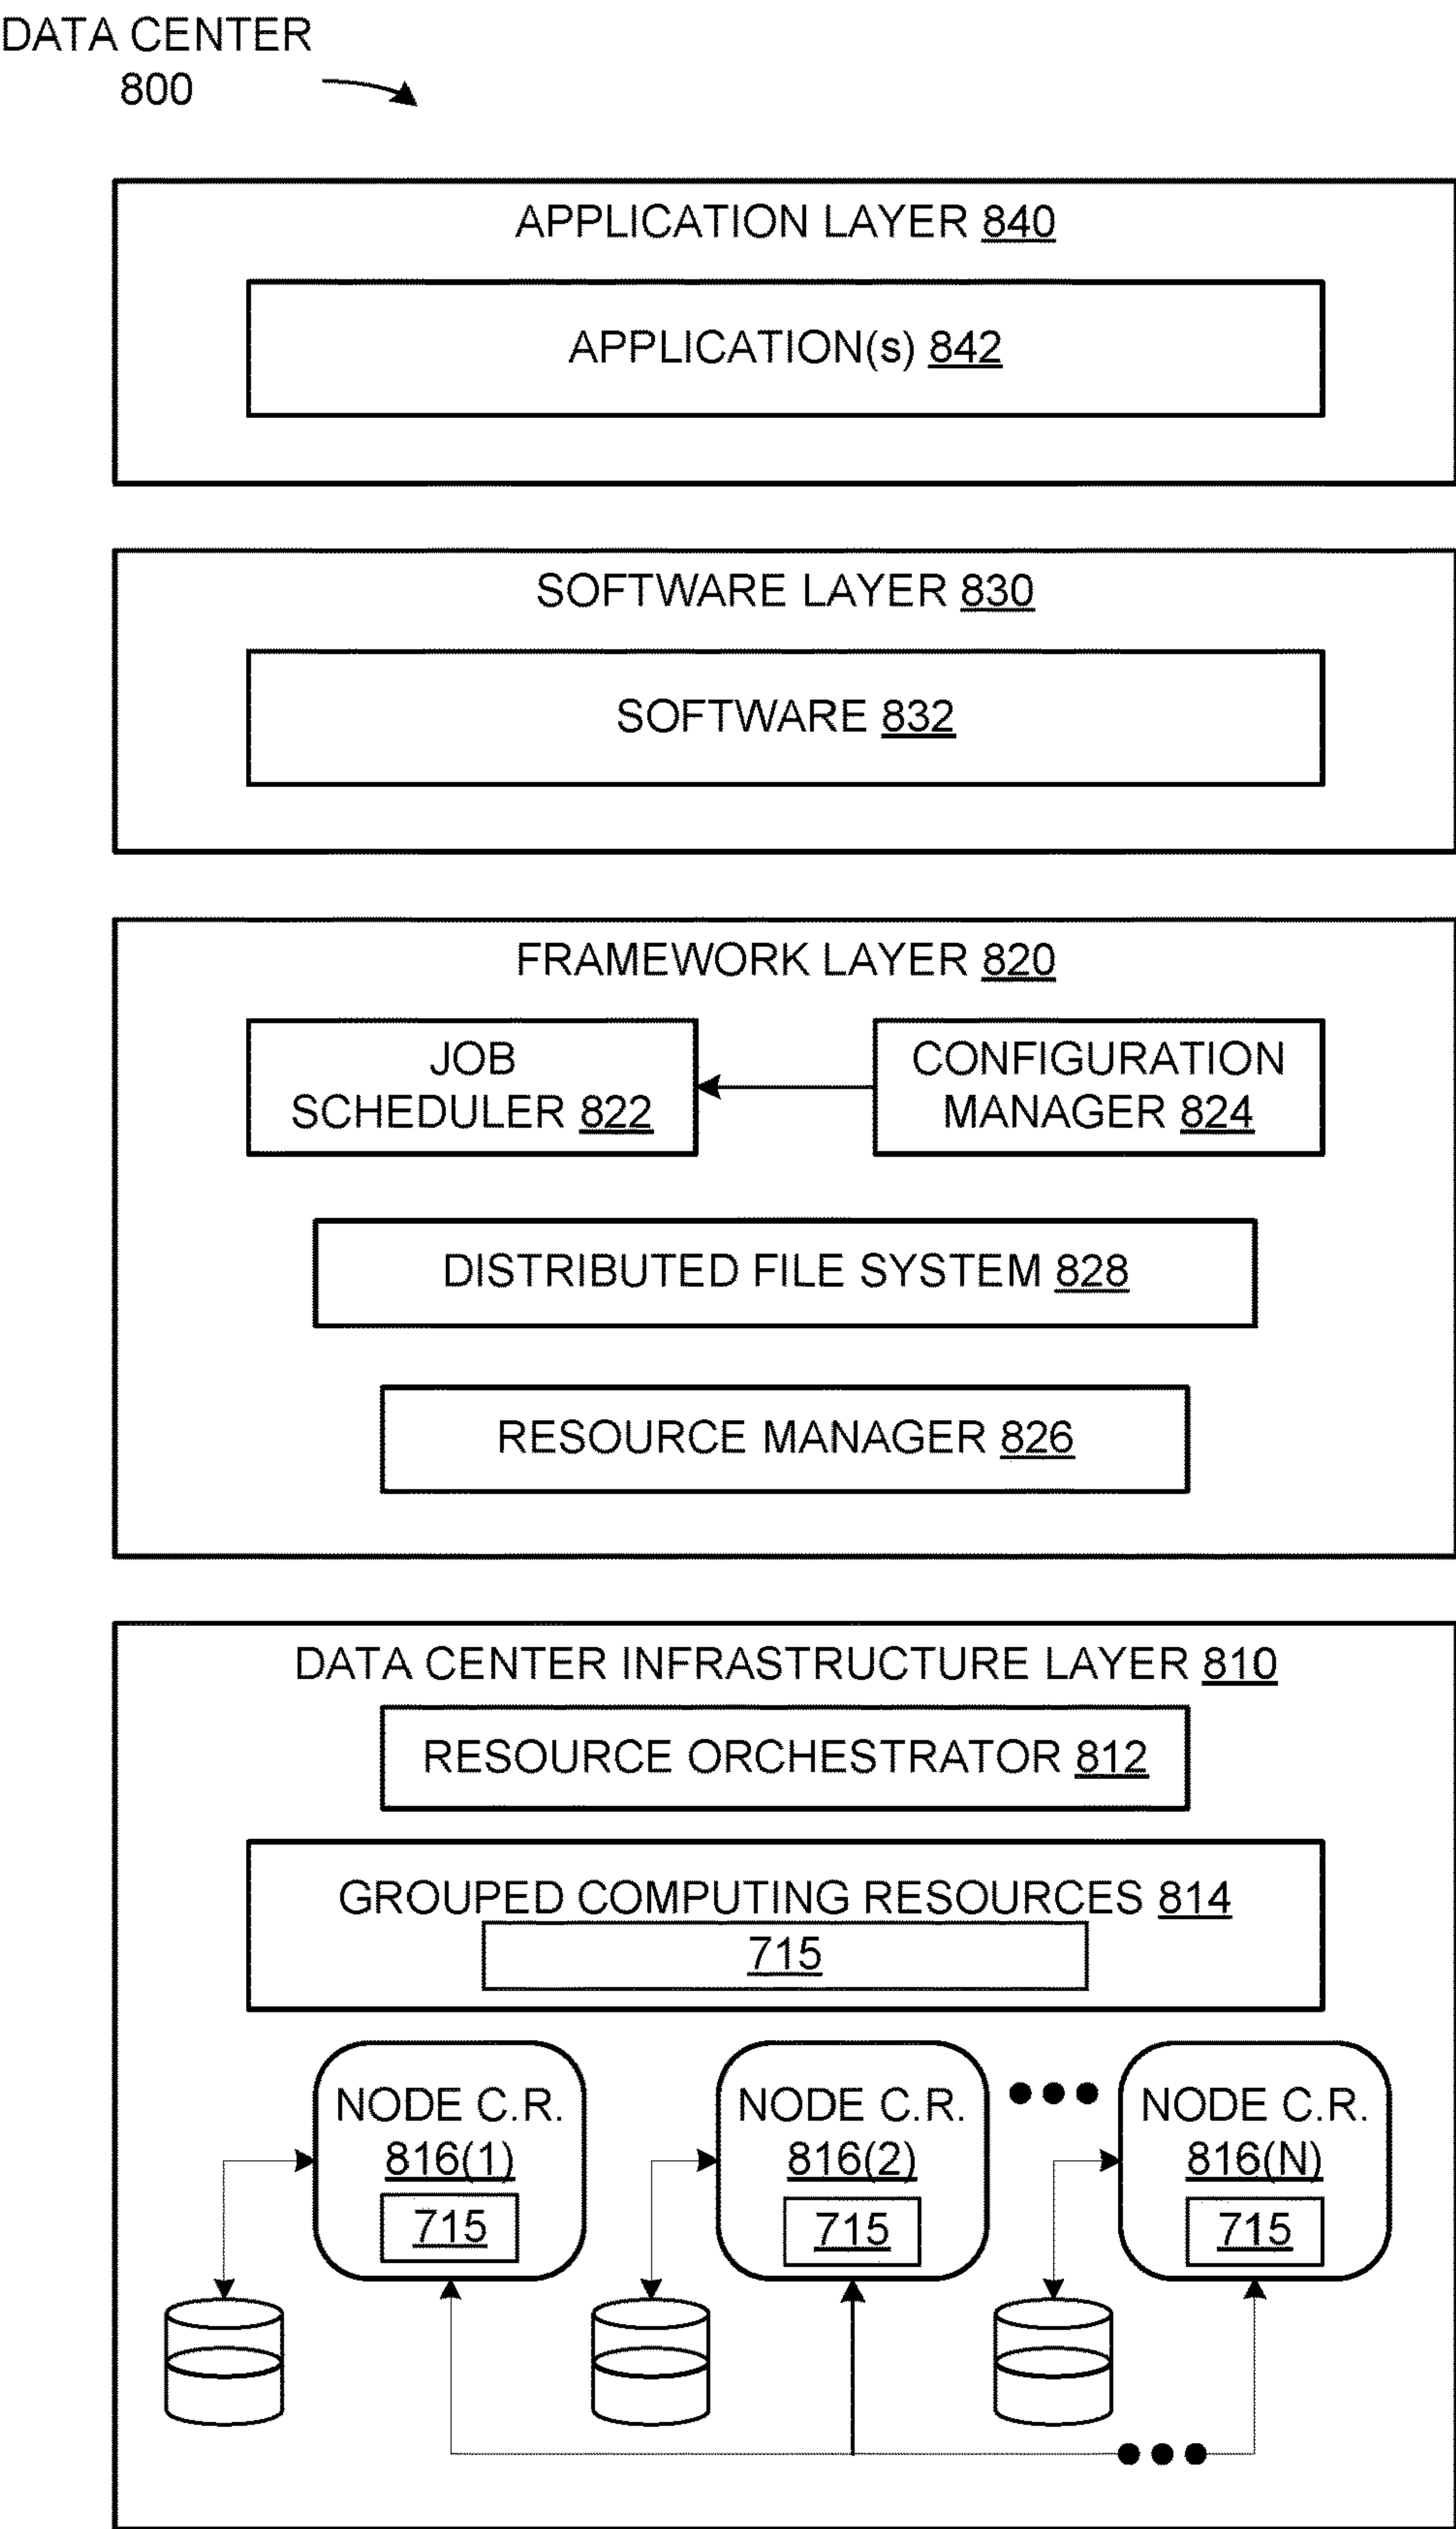 DATA CENTER
800
APPLICATION LAYER 840
APPLICATION(s) 842
SOFTWARE LAYER 830
SOFTWARE 832
FRAMEWORK LAYER 820
JOB
SCHEDULER 822
CONFIGURATION
MANAGER 824
DISTRIBUTED FILE SYSTEM 828
RESOURCE MANAGER 826
DATA CENTER INFRASTRUCTURE LAYER 810
RESOURCE ORCHESTRATOR 812
GROUPED COMPUTING RESOURCES 814
715
NODE C.R.
816(1)
715
NODE C.R.
816(2)
715
NODE C.R.
816(N)
715